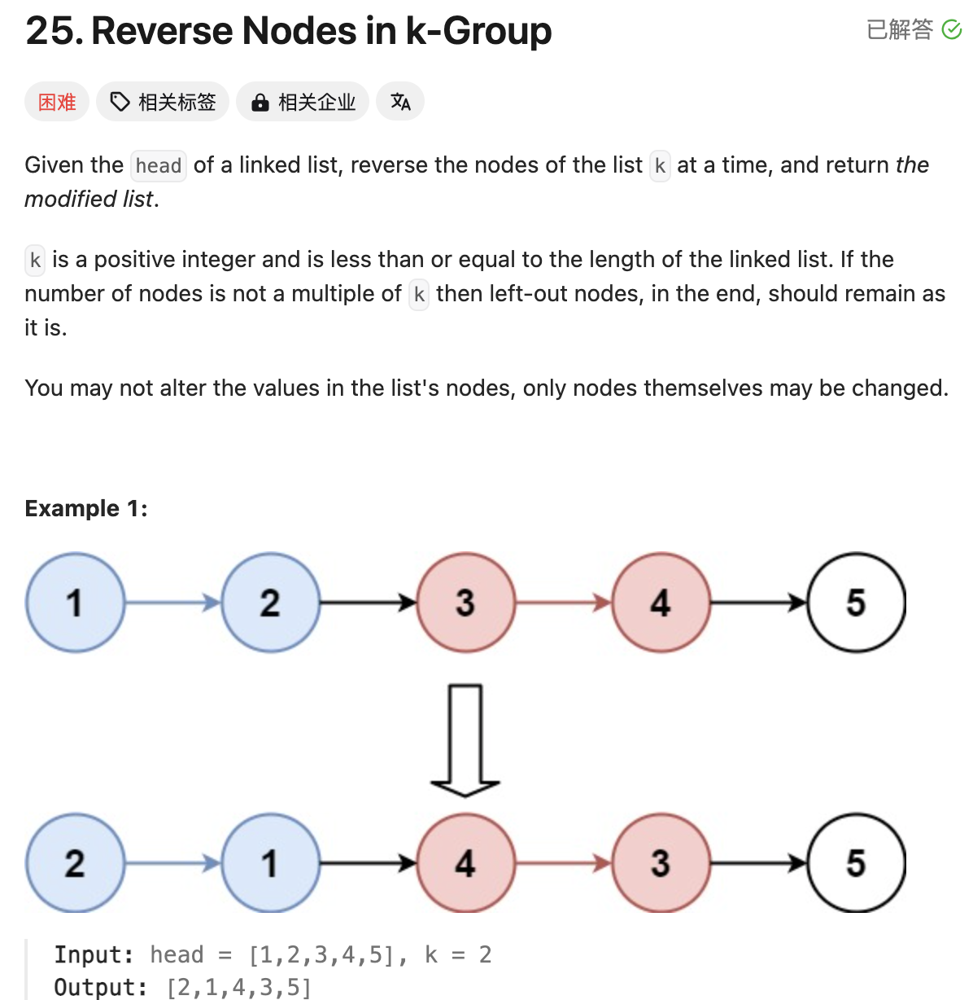 25. Reverse Nodes in k-Group
已解答
困难
相关标签
相关企业
文A
Given the head of a linked list, reverse the nodes of the list k at a time, and return the
modified list.
k is a positive integer and is less than or equal to the length of the linked list. If the
number of nodes is not a multiple of k then left-out nodes, in the end, should remain as
it is.
You may not alter the values in the list's nodes, only nodes themselves may be changed.
Example 1:
1 2 3 4 5
2 1 4 3 5
Input: head = [1,2,3,4,5], k = 2
Output: [2,1,4,3,5]